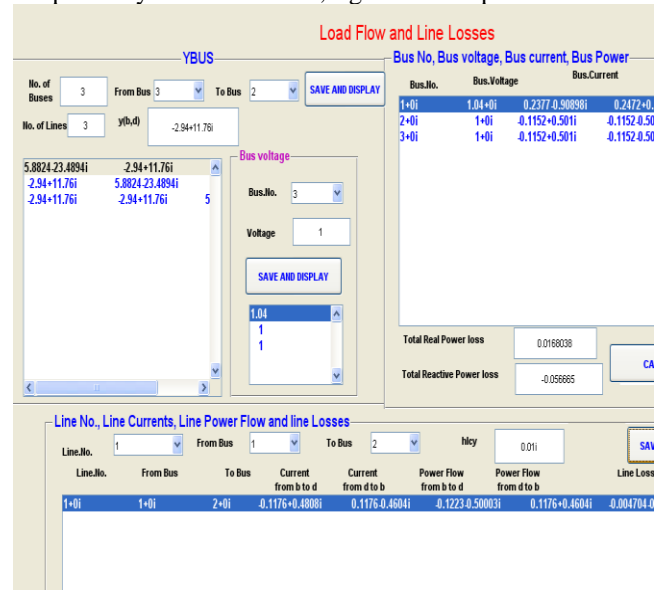 Load Flow and Line Losses
YBUS
No. of Buses 3 From Bus 3 To Bus 2 SAVE AND DISPLAY
No. of Lines 3 y(b,d) -2.94+11.76i
5.8824-23.4894i -2.94+11.76i
-2.94+11.76i 5.8824-23.4894i
-2.94+11.76i -2.94+11.76i 5
Bus voltage
Bus.No. 3
Voltage 1
SAVE AND DISPLAY
1.04
1
1
Bus No, Bus voltage, Bus current, Bus Power
Bus.No. Bus.Voltage Bus.Current
1+0i 1.04+0i 0.2377-0.90898i 0.2472+0.
2+0i 1+0i -0.1152+0.501i -0.1152-0.50
3+0i 1+0i -0.1152+0.501i -0.1152-0.50
Total Real Power loss 0.0168038
Total Reactive Power loss -0.056665
CA
Line No., Line Currents, Line Power Flow and line Losses
Line.No. 1 From Bus 1 To Bus 2 hlcy 0.01i SAV
Line.No. From Bus To Bus Current from b to d Current from d to b Power Flow from b to d Power Flow from d to b Line Loss
1+0i 1+0i 2+0i -0.1176+0.4808i 0.1176-0.4604i -0.1223-0.50003i 0.1176+0.4604i -0.004704-0